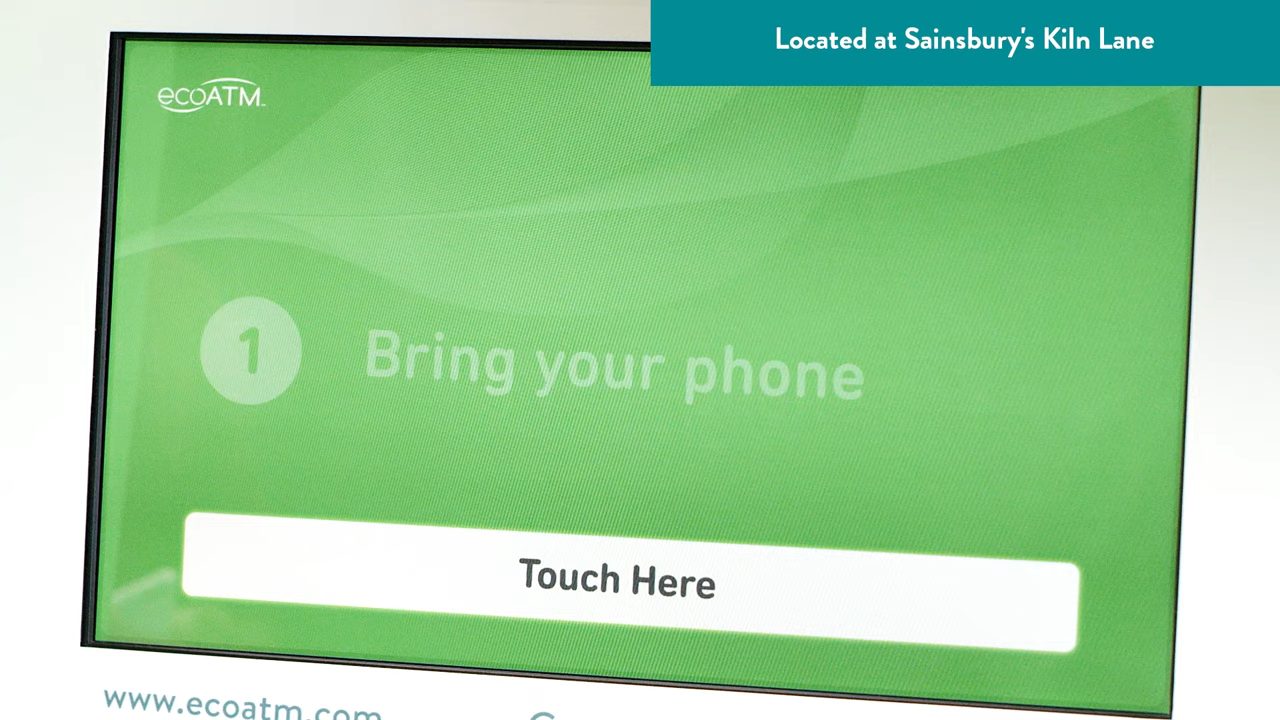 Located at Sainsbury's Kiln Lane
ecoATM
1 Bring your phone
Touch Here
www.ecoatm.com